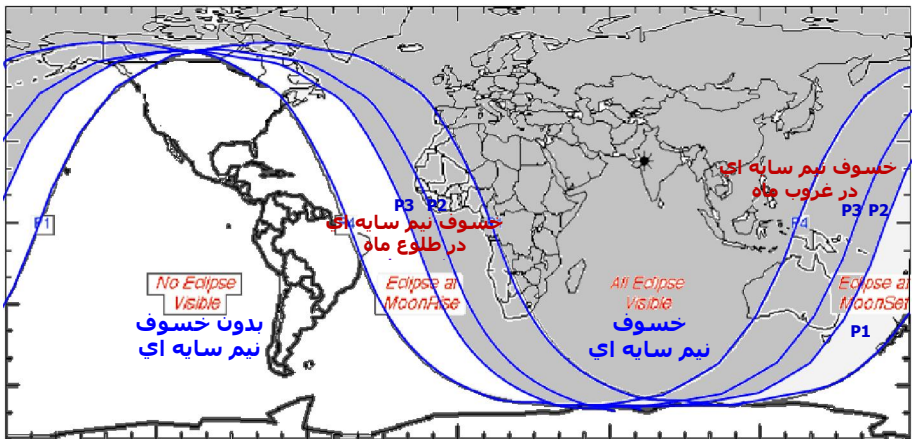 خسوف نیم سایه ای
در غروب ماه
P3
P2
P3
P2
P1
P4
خسوف نیم سایه ای
در طلوع ماه
No Eclipse
Visible
Eclipse at
MoonRise
All Eclipse
Visible
Eclipse at
MoonSet
بدون خسوف
نیم سایه اي
خسوف
نیم سایه اي
P1